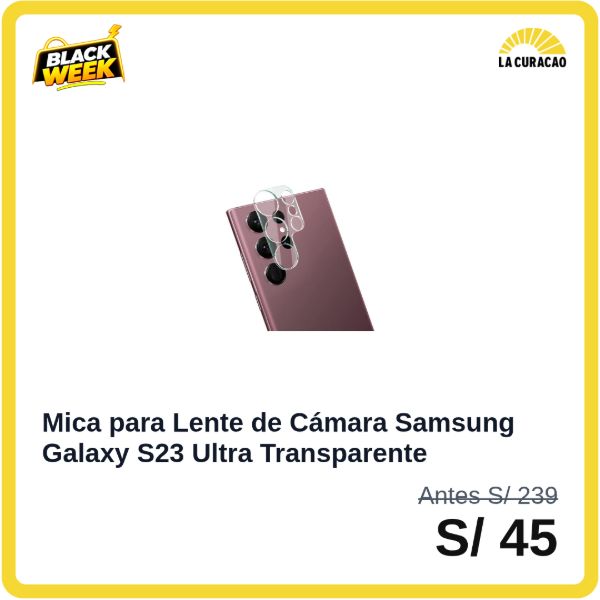 BLACK
WEEK
LA CURACAO
Mica para Lente de Cámara Samsung
Galaxy S23 Ultra Transparente
Antes S/ 239
S/ 45